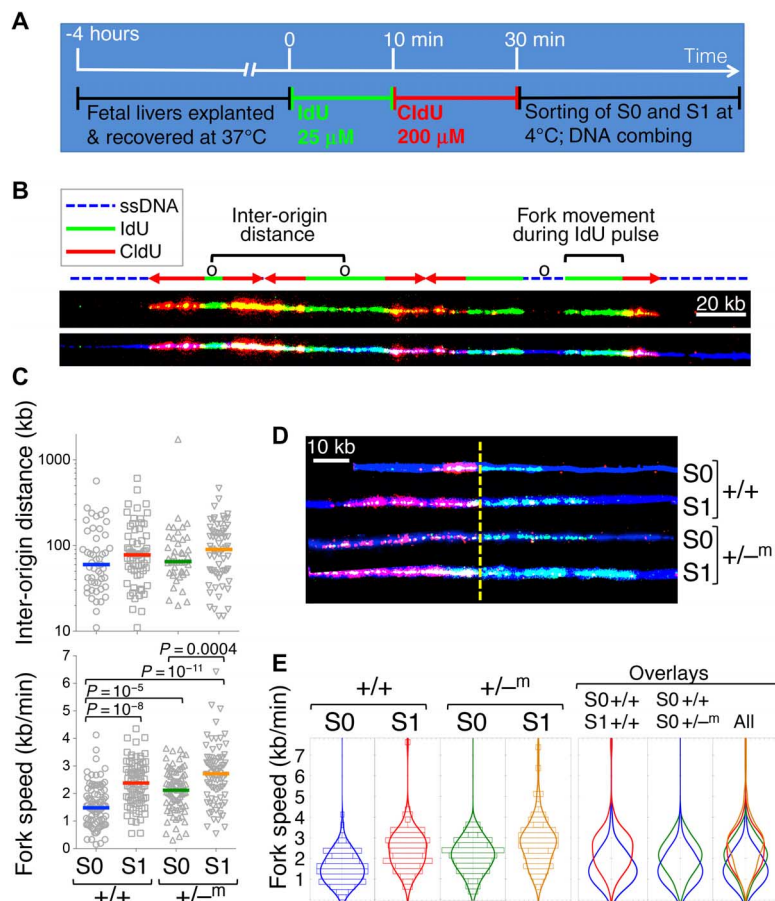 A
-4 hours
0
10 min
30 min
Time
Fetal livers explanted
& recovered at 37°C
IdU
25 μM
CldU
200 μM
Sorting of S0 and S1 at
4°C; DNA combing
B
ssDNA
IdU
CldU
Inter-origin
distance
Fork movement
during IdU pulse
o
o
o
20 kb
C
Inter-origin distance (kb)
1000
100
10
P = 0.0004
P = 10⁻¹¹
P = 10⁻⁵
P = 10⁻⁸
Fork speed (kb/min)
7
6
5
4
3
2
1
0
S0 S1 S0 S1
+/+ +/–ᵐ
D
10 kb
S0
S1
+/+
S0
S1
+/–ᵐ
E
Overlays
+/+ +/–ᵐ
S0 S1 S0 S1
S0 +/+ S0 +/+
S1 +/+ S0 +/–ᵐ All
Fork speed (kb/min)
7
6
5
4
3
2
1
0